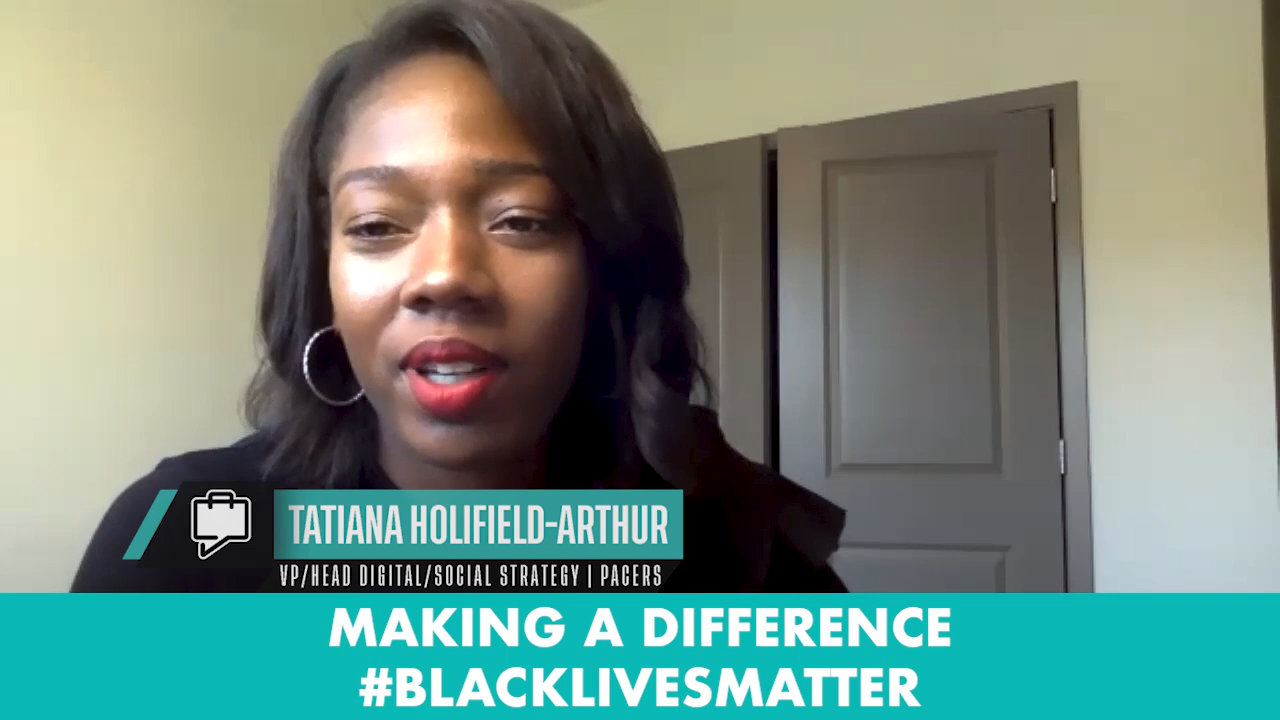 TATIANA HOLIFIELD-ARTHUR
VP/HEAD DIGITAL/SOCIAL STRATEGY | PACERS
MAKING A DIFFERENCE
#BLACKLIVESMATTER